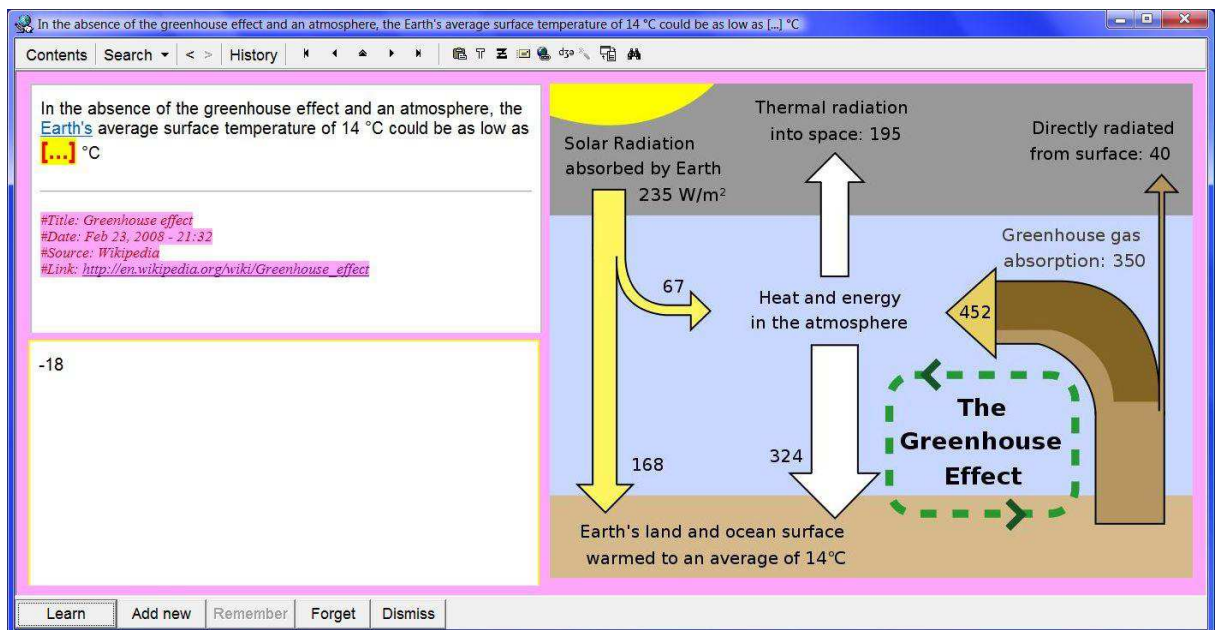 In the absence of the greenhouse effect and an atmosphere, the Earth's average surface temperature of 14 °C could be as low as [...] °C
Contents Search < > History
In the absence of the greenhouse effect and an atmosphere, the
Earth's average surface temperature of 14 °C could be as low as
[...] °C
#Title: Greenhouse effect
#Date: Feb 23, 2008 - 21:32
#Source: Wikipedia
#Link: http://en.wikipedia.org/wiki/Greenhouse_effect
-18
Solar Radiation
absorbed by Earth
235 W/m²
Thermal radiation
into space: 195
Directly radiated
from surface: 40
Greenhouse gas
absorption: 350
67
Heat and energy
in the atmosphere
452
The
Greenhouse
Effect
168
324
Earth's land and ocean surface
warmed to an average of 14°C
Learn Add new Remember Forget Dismiss